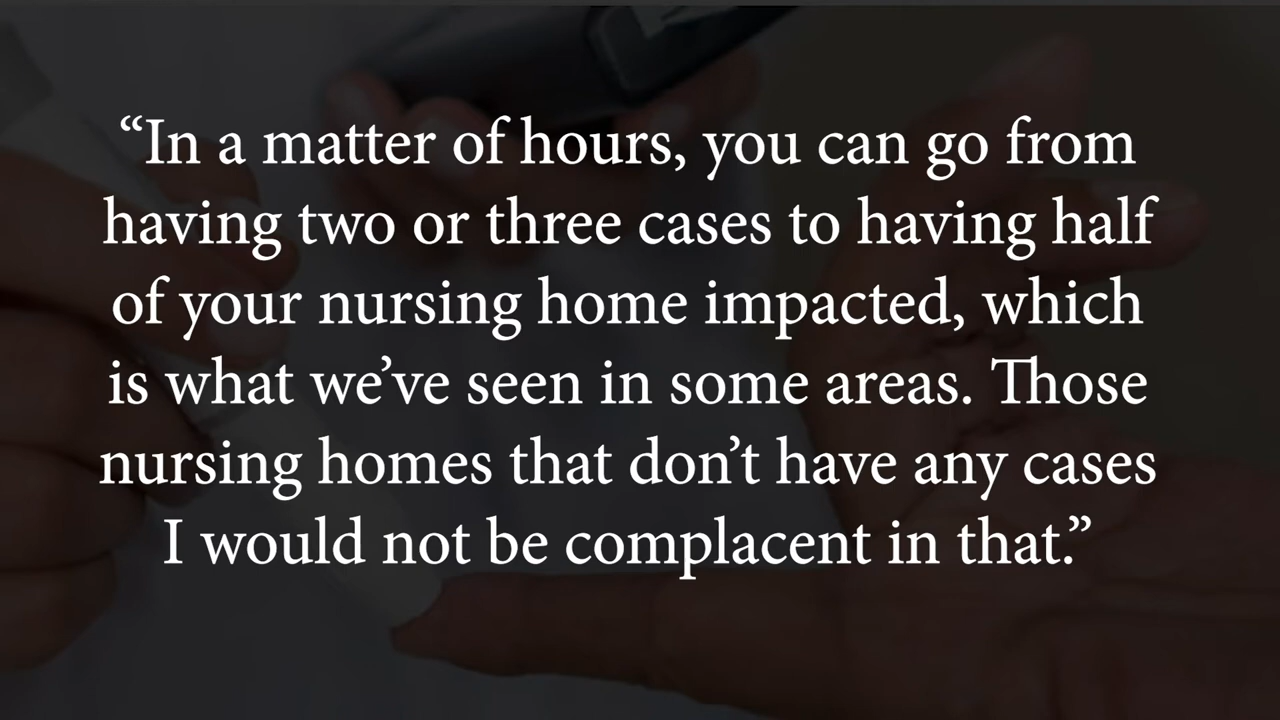 “In a matter of hours, you can go from
having two or three cases to having half
of your nursing home impacted, which
is what we’ve seen in some areas. Those
nursing homes that don’t have any cases
I would not be complacent in that.”